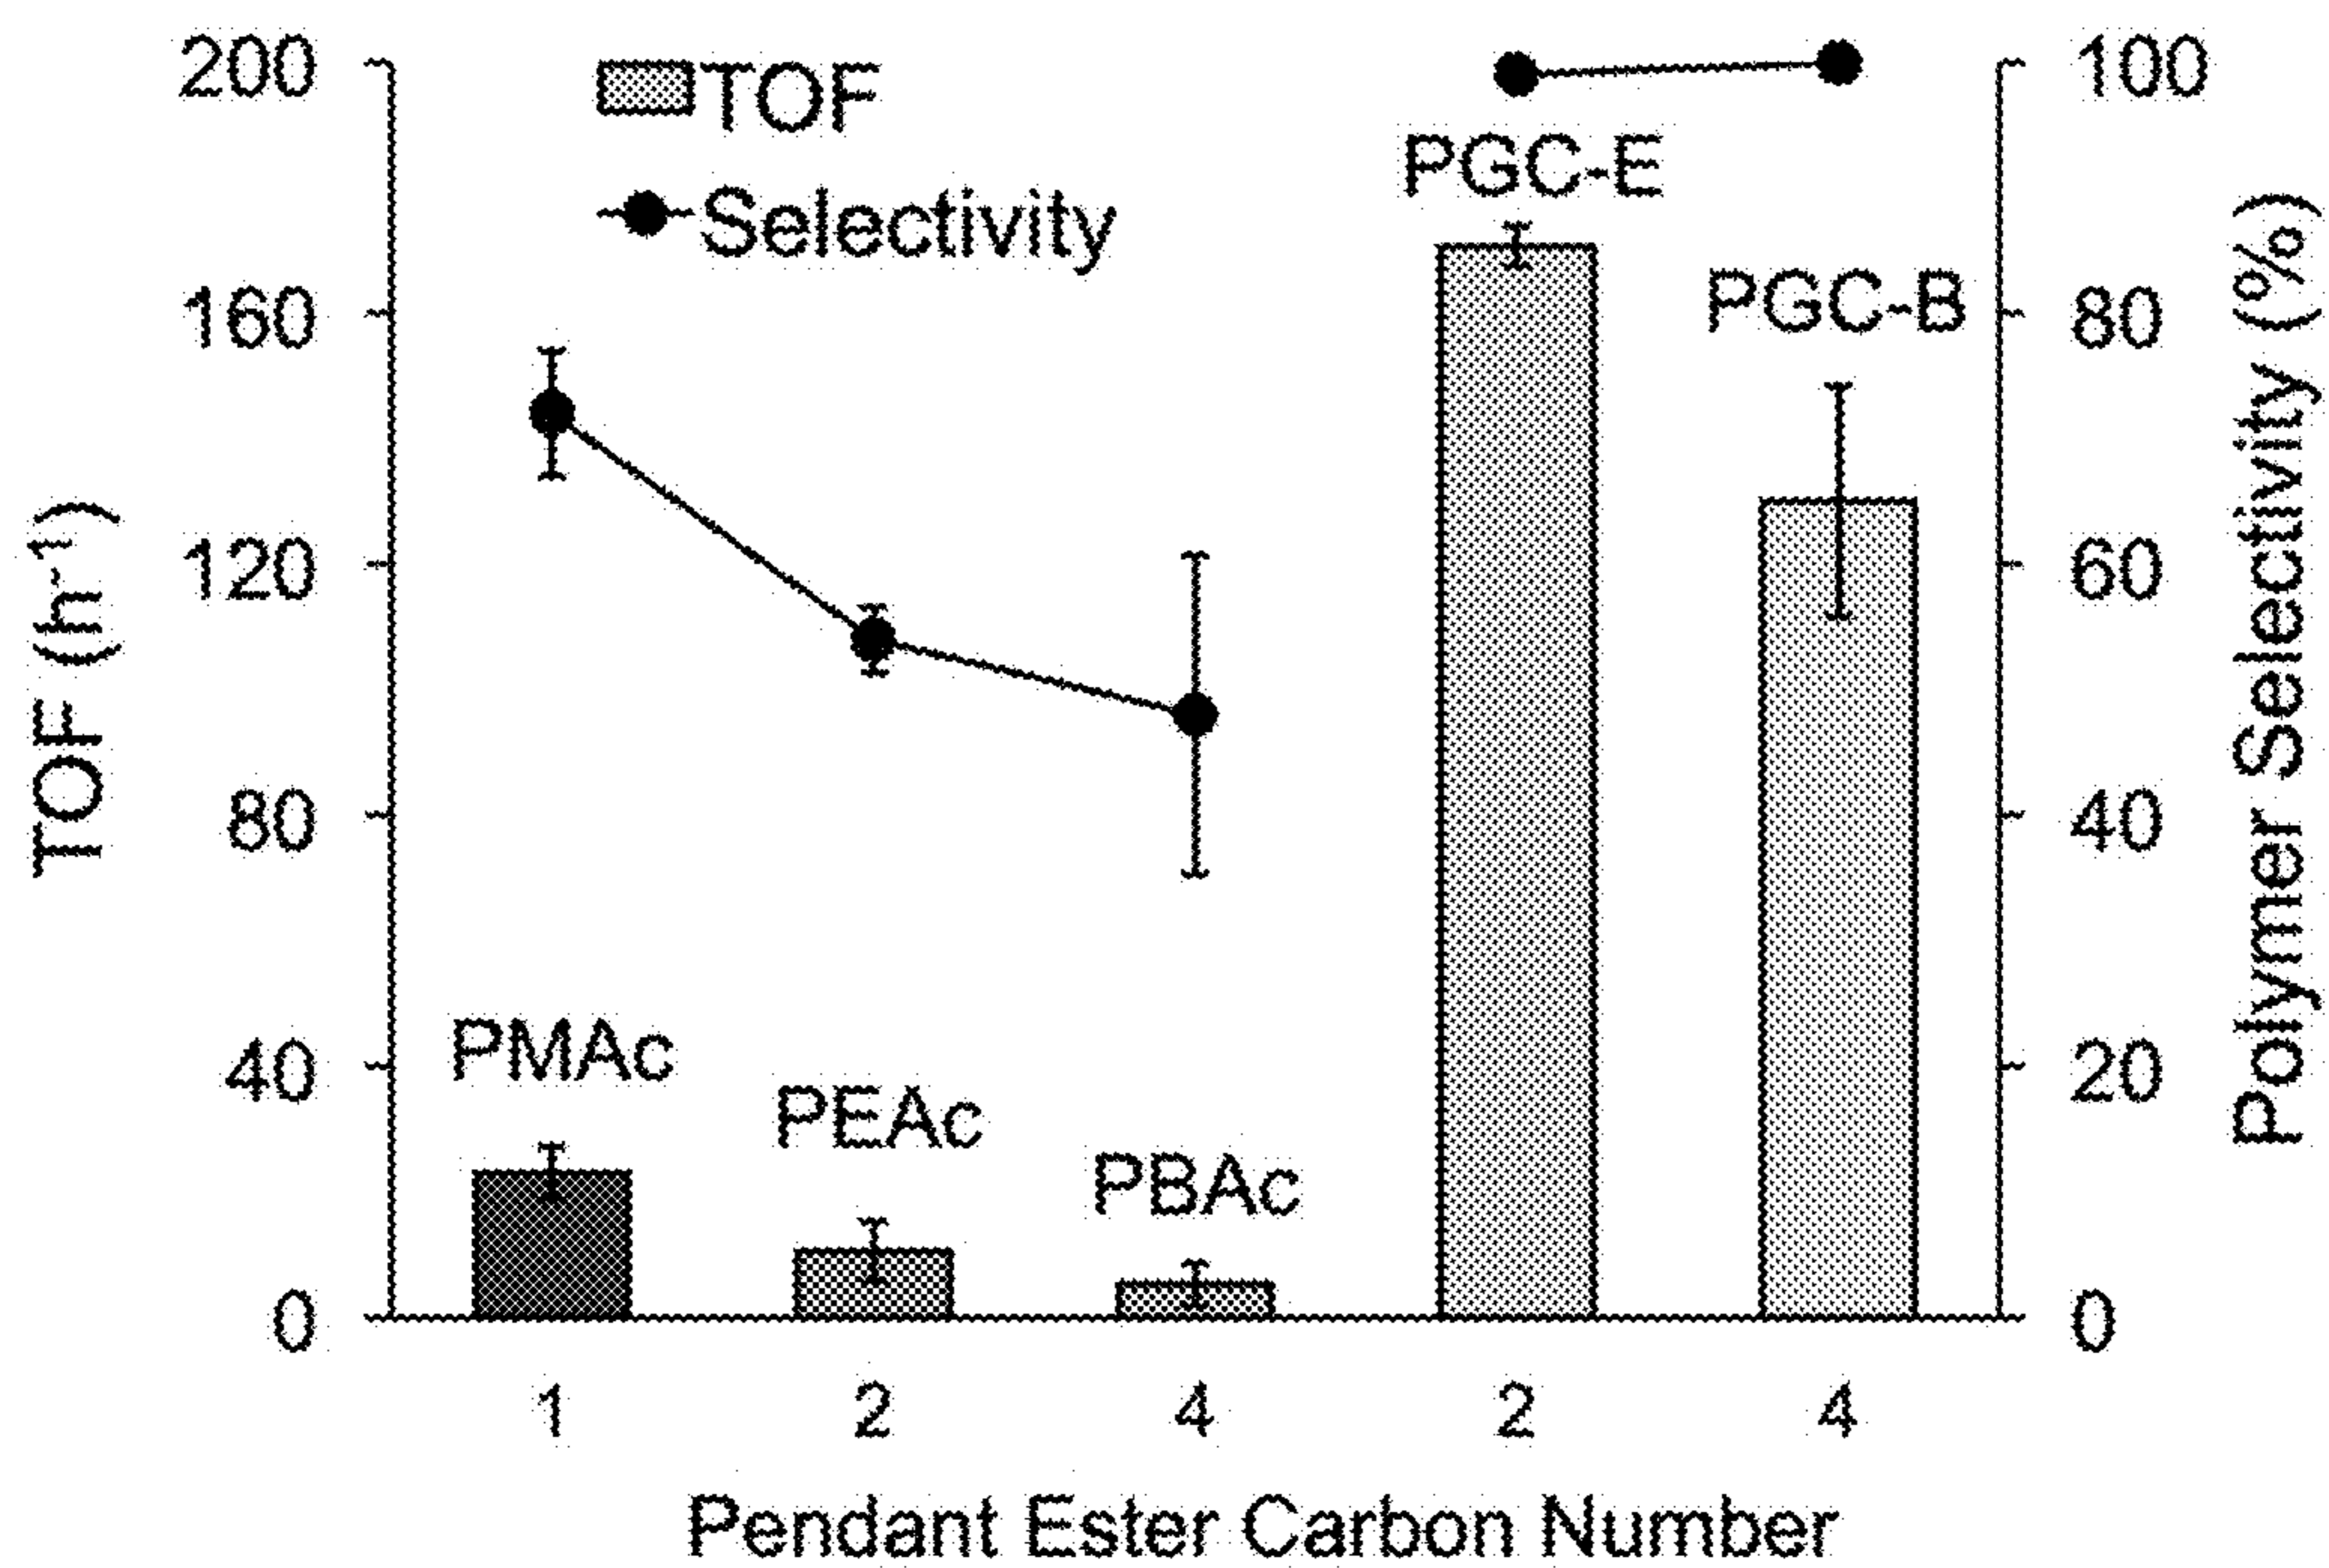 TOF
Selectivity
TOF (h⁻¹)
200
160
120
80
40
0
PMAc
PEAc
PBAc
PGC-E
PGC-B
100
80
60
40
20
0
Polymer Selectivity (%)
1 2 4 2 4
Pendant Ester Carbon Number